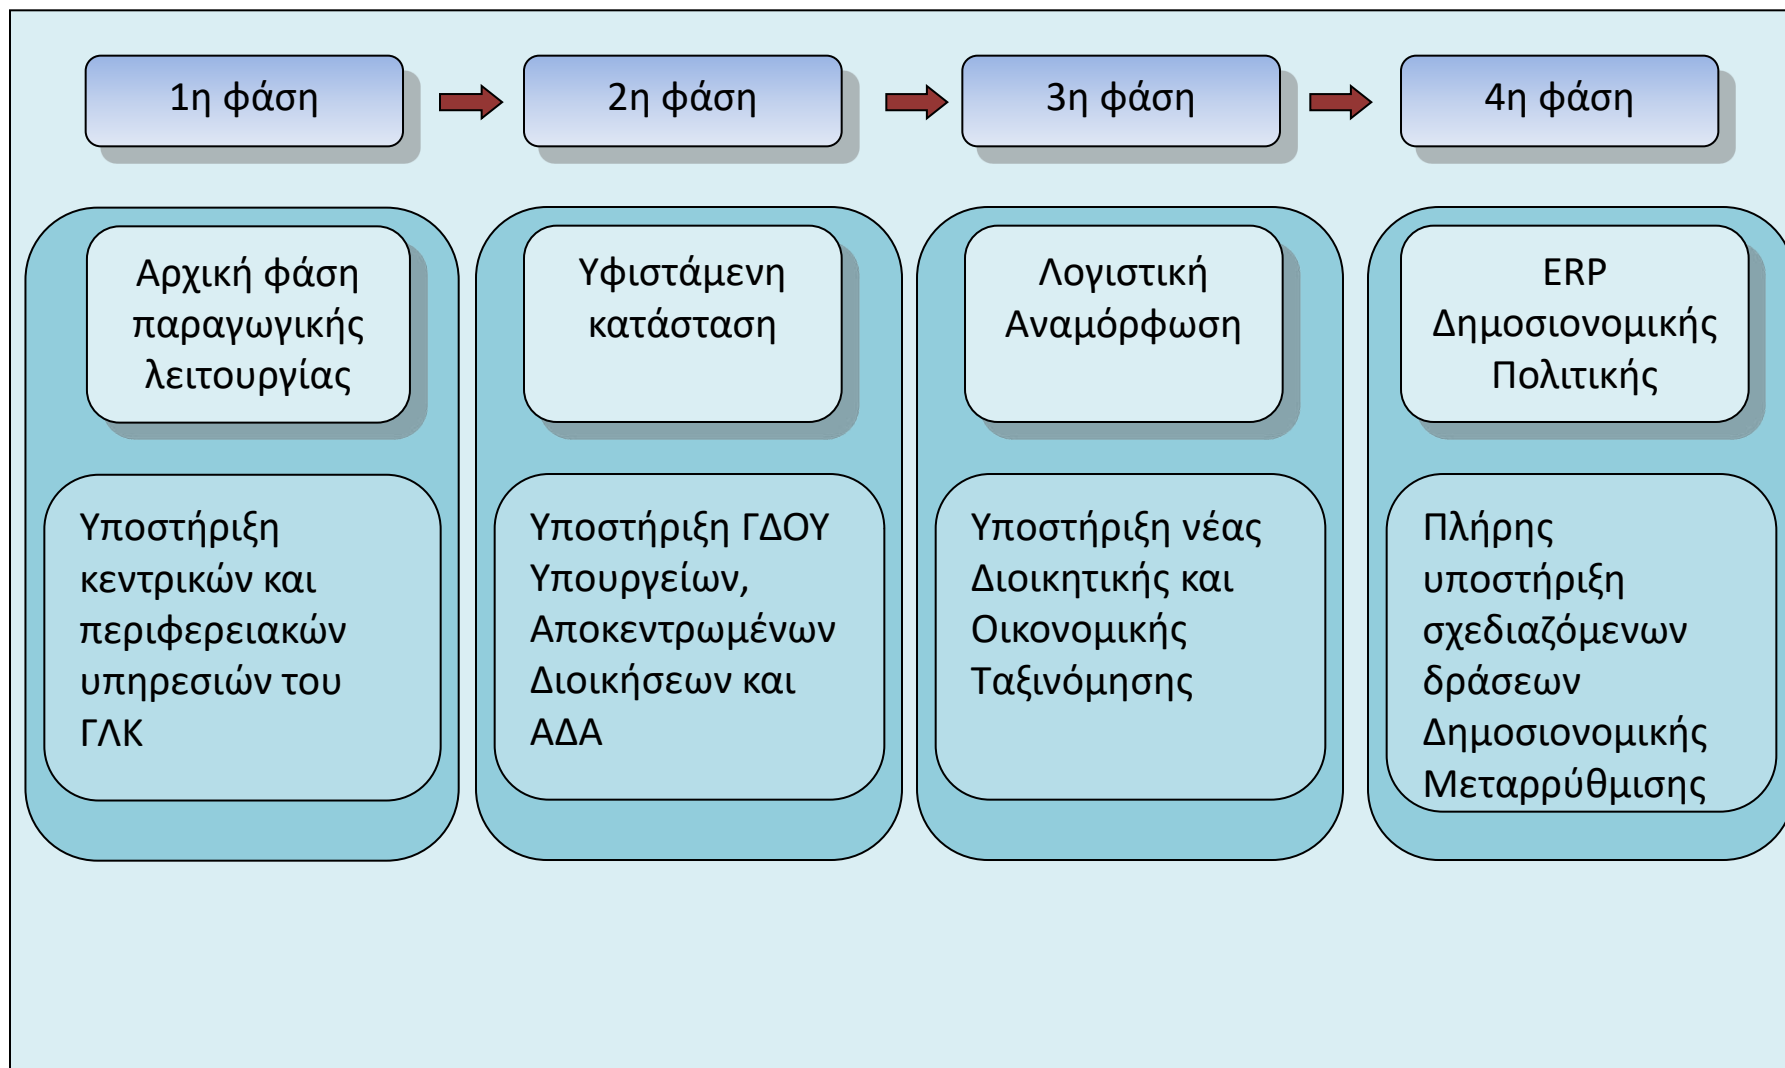 1η φάση
2η φάση
3η φάση
4η φάση
Αρχική φάση
παραγωγικής
λειτουργίας
Υποστήριξη
κεντρικών και
περιφερειακών
υπηρεσιών του
ΓΛΚ
Υφιστάμενη
κατάσταση
Υποστήριξη ΓΔΟΥ
Υπουργείων,
Αποκεντρωμένων
Διοικήσεων και
ΑΔΑ
Λογιστική
Αναμόρφωση
Υποστήριξη νέας
Διοικητικής και
Οικονομικής
Ταξινόμησης
ERP
Δημοσιονομικής
Πολιτικής
Πλήρης
υποστήριξη
σχεδιαζόμενων
δράσεων
Δημοσιονομικής
Μεταρρύθμισης